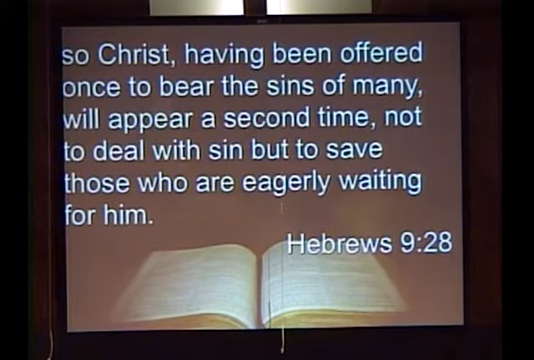 so Christ, having been offered
once to bear the sins of many,
will appear a second time, not
to deal with sin but to save
those who are eagerly waiting
for him.
Hebrews 9:28